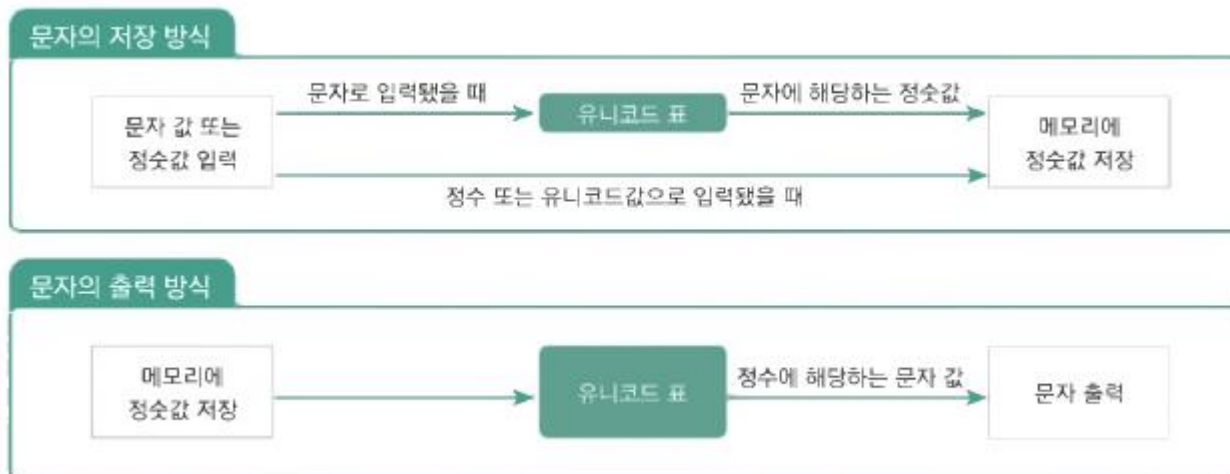 문자의 저장 방식
문자 값 또는
정숫값 입력
문자로 입력됐을 때
유니코드 표
문자에 해당하는 정숫값
메모리에
정숫값 저장
정수 또는 유니코드값으로 입력됐을 때
문자의 출력 방식
메모리에
정숫값 저장
유니코드 표
정수에 해당하는 문자 값
문자 출력